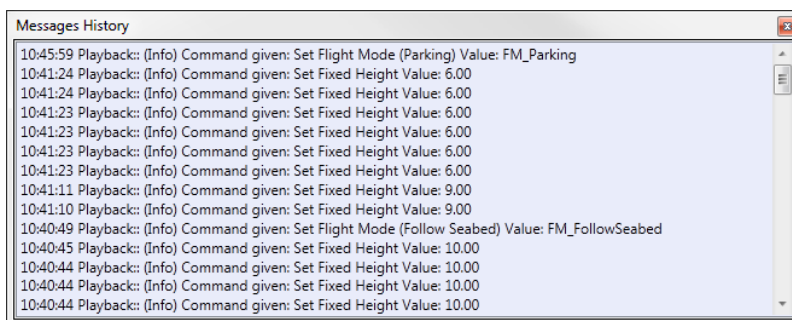 Messages History
10:45:59 Playback:: (Info) Command given: Set Flight Mode (Parking) Value: FM_Parking
10:41:24 Playback:: (Info) Command given: Set Fixed Height Value: 6.00
10:41:24 Playback:: (Info) Command given: Set Fixed Height Value: 6.00
10:41:23 Playback:: (Info) Command given: Set Fixed Height Value: 6.00
10:41:23 Playback:: (Info) Command given: Set Fixed Height Value: 6.00
10:41:23 Playback:: (Info) Command given: Set Fixed Height Value: 6.00
10:41:23 Playback:: (Info) Command given: Set Fixed Height Value: 6.00
10:41:11 Playback:: (Info) Command given: Set Fixed Height Value: 9.00
10:41:10 Playback:: (Info) Command given: Set Fixed Height Value: 9.00
10:40:49 Playback:: (Info) Command given: Set Flight Mode (Follow Seabed) Value: FM_FollowSeabed
10:40:45 Playback:: (Info) Command given: Set Fixed Height Value: 10.00
10:40:44 Playback:: (Info) Command given: Set Fixed Height Value: 10.00
10:40:44 Playback:: (Info) Command given: Set Fixed Height Value: 10.00
10:40:44 Playback:: (Info) Command given: Set Fixed Height Value: 10.00